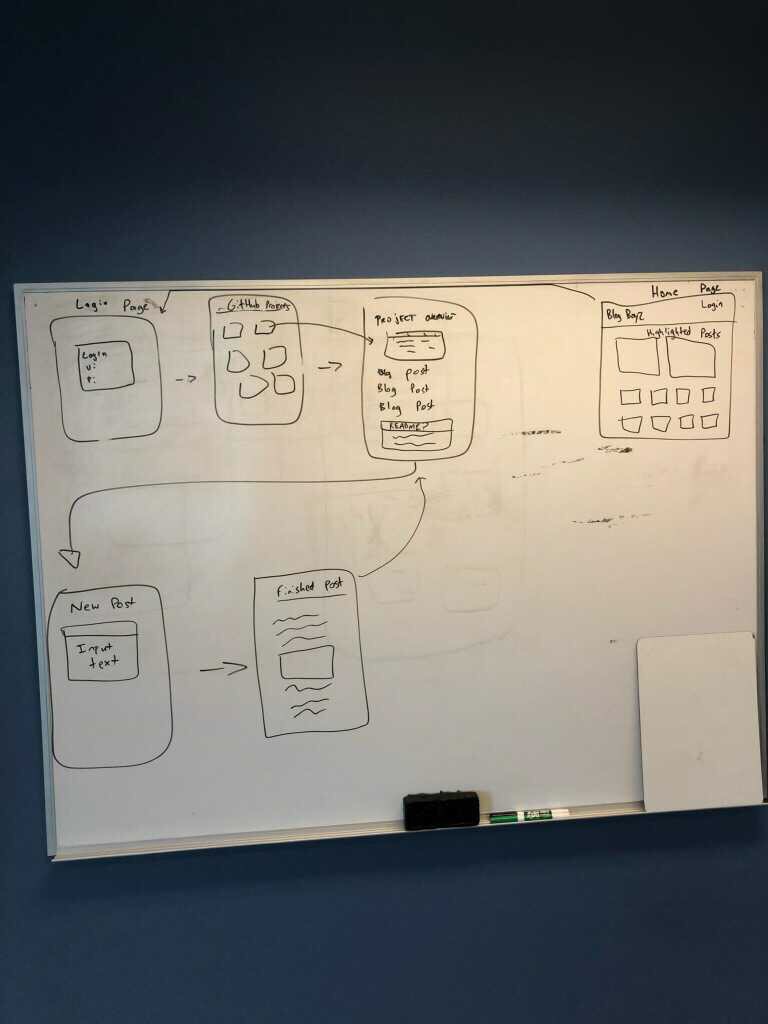 Login Page
Login
U:
P:
GitHub Projects
PROJECT OVERVIEW
Blog post
Blog Post
Blog Post
README?
Home Page
Blog Boyz
Login
Highlighted Posts
New Post
Input
text
Finished Post